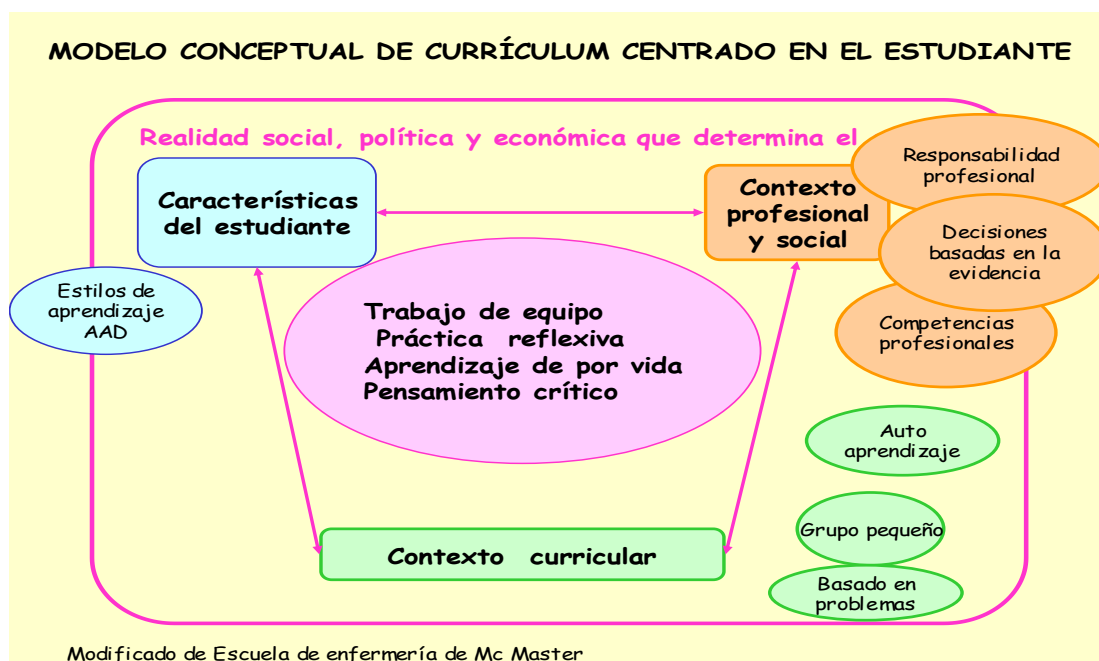 MODELO CONCEPTUAL DE CURRÍCULUM CENTRADO EN EL ESTUDIANTE
Realidad social, política y económica que determina el
Características
del estudiante
Contexto
profesional
y social
Responsabilidad
profesional
Decisiones
basadas en la
evidencia
Competencias
profesionales
Estilos de
aprendizaje
AAD
Trabajo de equipo
Práctica reflexiva
Aprendizaje de por vida
Pensamiento crítico
Auto
aprendizaje
Grupo pequeño
Basado en
problemas
Contexto curricular
Modificado de Escuela de enfermería de Mc Master